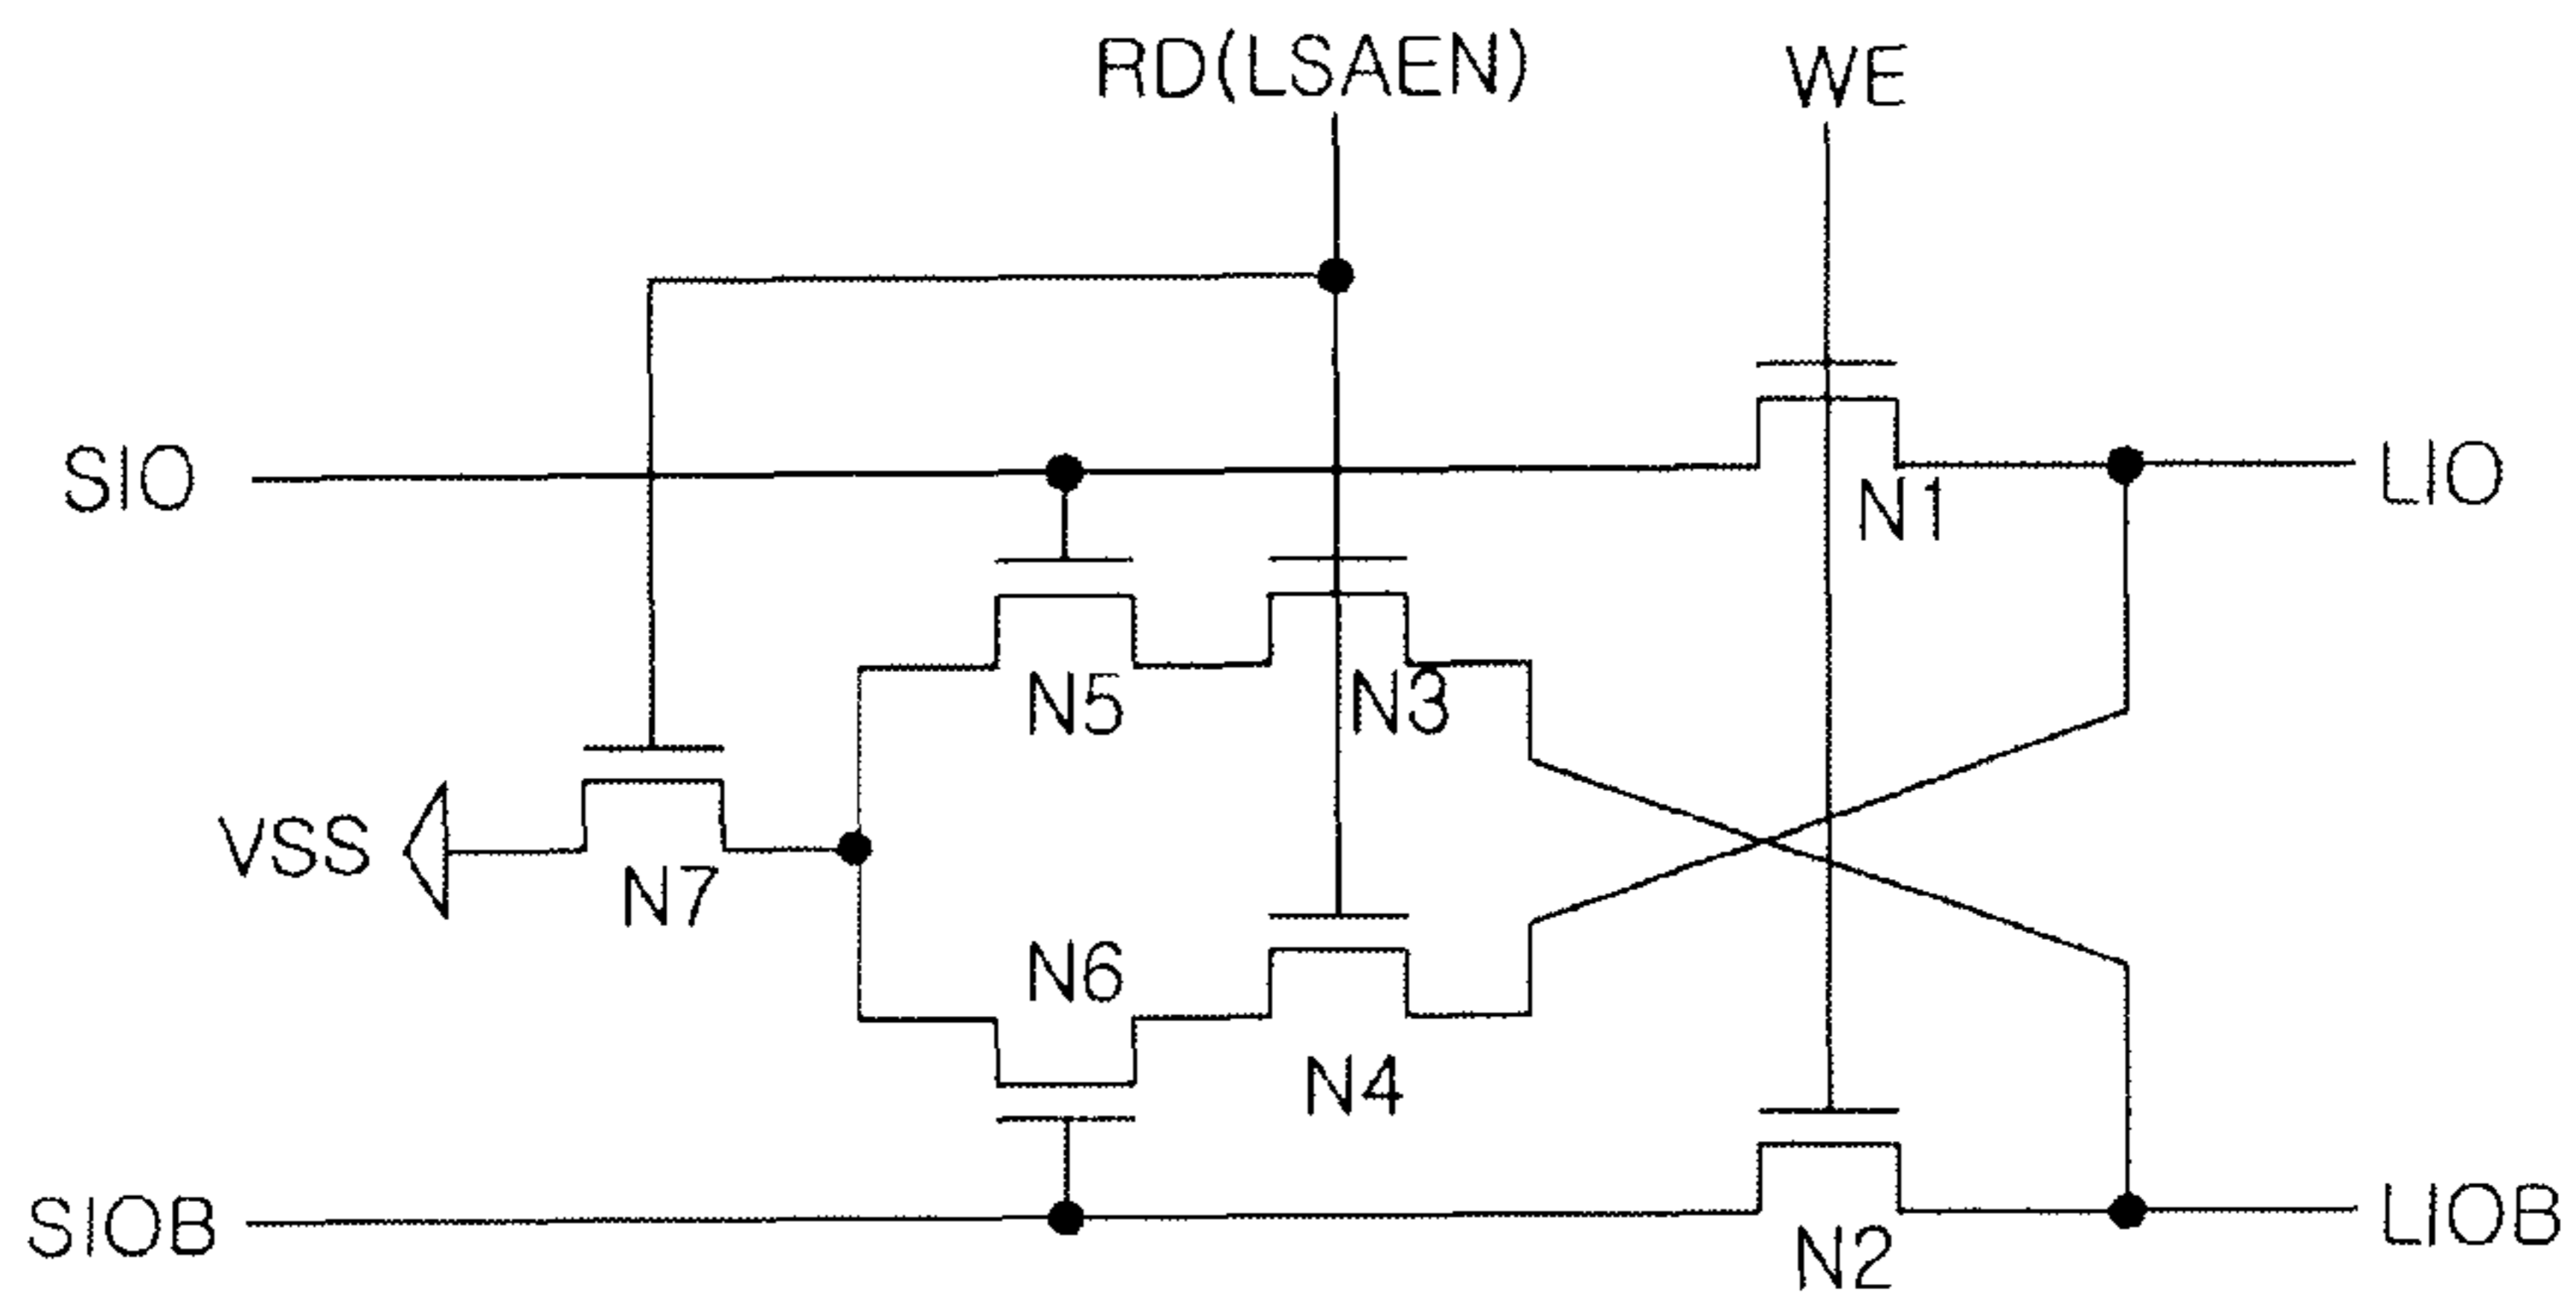 RD(LSAEN)
WE
SIO
LIO
N1
N5
N3
VSS
N7
N6
N4
SIOB
LIOB
N2